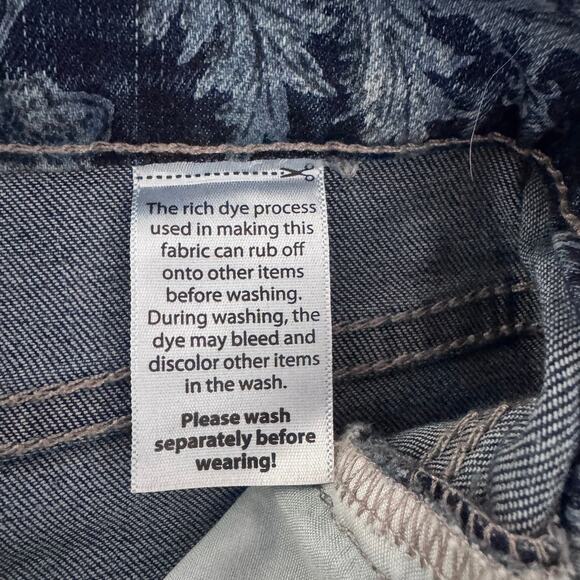 The rich dye process
used in making this
fabric can rub off
onto other items
before washing.
During washing, the
dye may bleed and
discolor other items
in the wash.
Please wash
separately before
wearing!